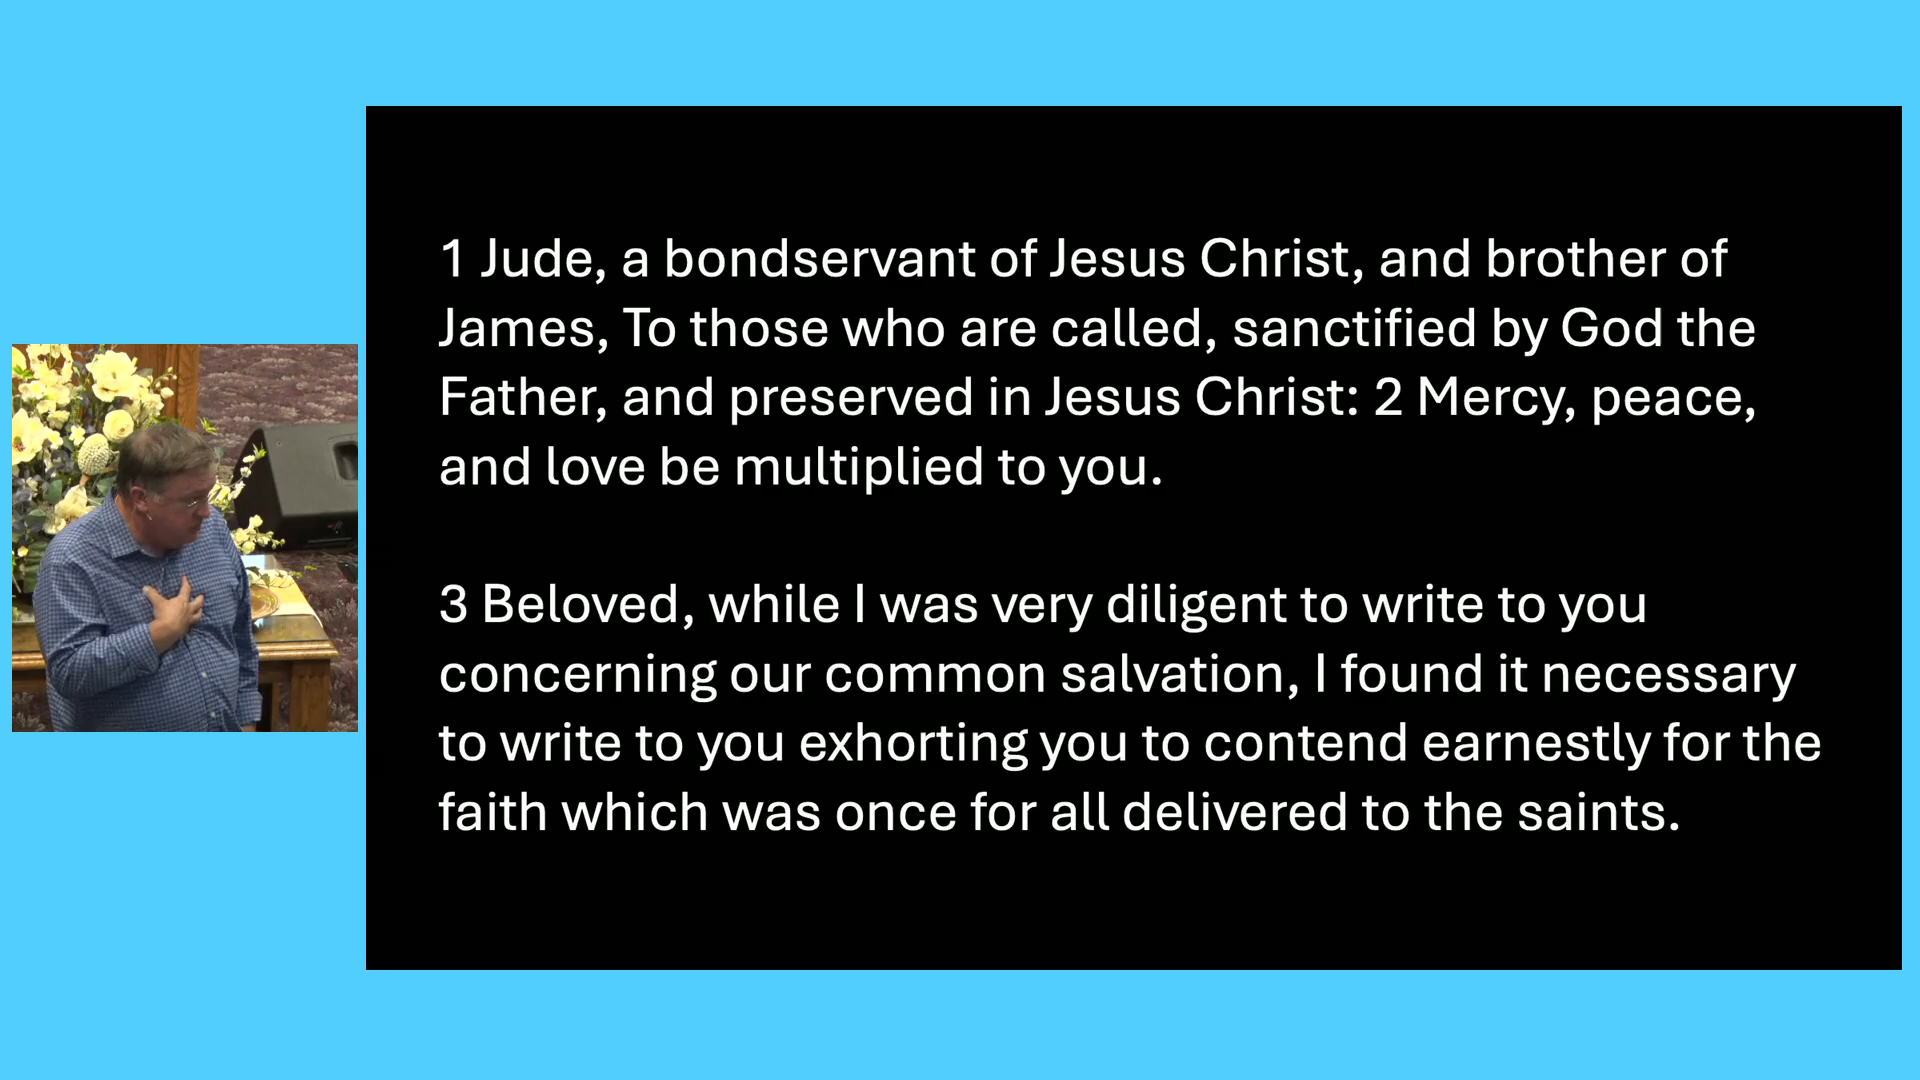 1 Jude, a bondservant of Jesus Christ, and brother of
James, To those who are called, sanctified by God the
Father, and preserved in Jesus Christ: 2 Mercy, peace,
and love be multiplied to you.
3 Beloved, while I was very diligent to write to you
concerning our common salvation, I found it necessary
to write to you exhorting you to contend earnestly for the
faith which was once for all delivered to the saints.